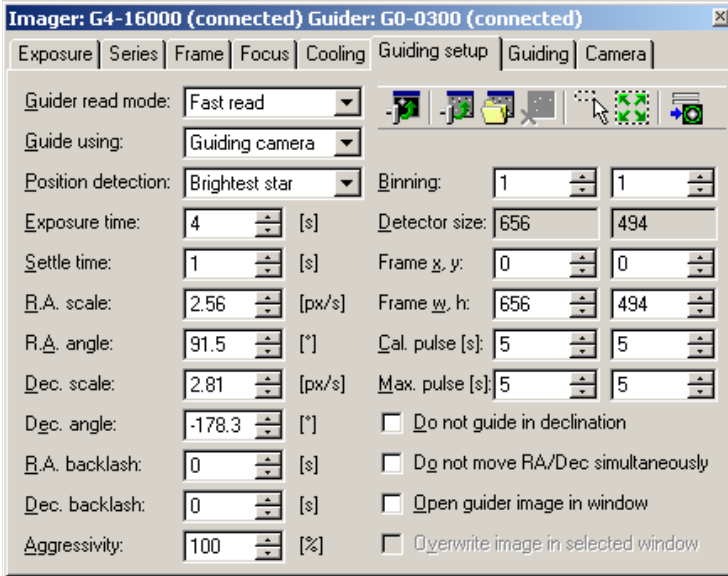 Imager: G4-16000 (connected) Guider: G0-0300 (connected)
Exposure Series Frame Focus Cooling Guiding setup Guiding Camera
Guider read mode: Fast read
Guide using: Guiding camera
Position detection: Brightest star Binning: 1 1
Exposure time: 4 [s] Detector size: 656 494
Settle time: 1 [s] Frame x, y: 0 0
R.A. scale: 2.56 [px/s] Frame w, h: 656 494
R.A. angle: 91.5 [°] Cal. pulse [s]: 5 5
Dec. scale: 2.81 [px/s] Max. pulse [s]: 5 5
Dec. angle: -178.3 [°] Do not guide in declination
R.A. backlash: 0 [s] Do not move RA/Dec simultaneously
Dec. backlash: 0 [s] Open guider image in window
Aggressivity: 100 [%] Overwrite image in selected window